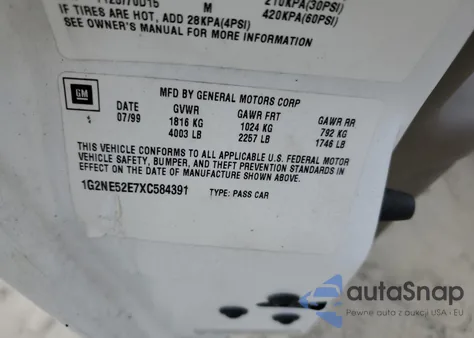 M 210KPA(30PSI)
IF TIRES ARE HOT, ADD 28KPA(4PSI) 420KPA(60PSI)
SEE OWNER'S MANUAL FOR MORE INFORMATION
GM
MFD BY GENERAL MOTORS CORP
DATE GVWR GAWR FRT GAWR RR
07/99 1816 KG 1024 KG 792 KG
4003 LB 2257 LB 1746 LB
THIS VEHICLE CONFORMS TO ALL APPLICABLE U.S. FEDERAL MOTOR
VEHICLE SAFETY, BUMPER, AND THEFT PREVENTION STANDARDS IN
EFFECT ON THE DATE OF MANUFACTURE SHOWN ABOVE.
1G2NE52E7XC584391 TYPE: PASS CAR
autoSnap
Pewne auta z aukcji USA i EU